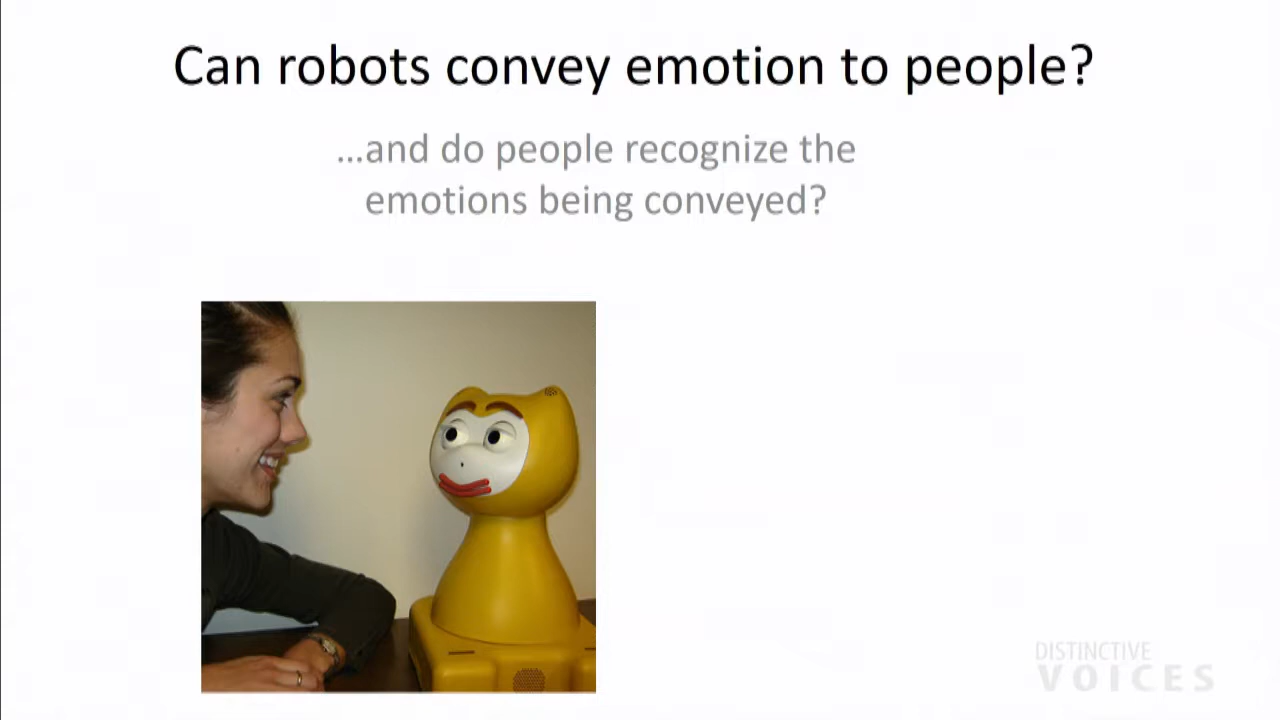 Can robots convey emotion to people?
...and do people recognize the
emotions being conveyed?
DISTINCTIVE
VOICES